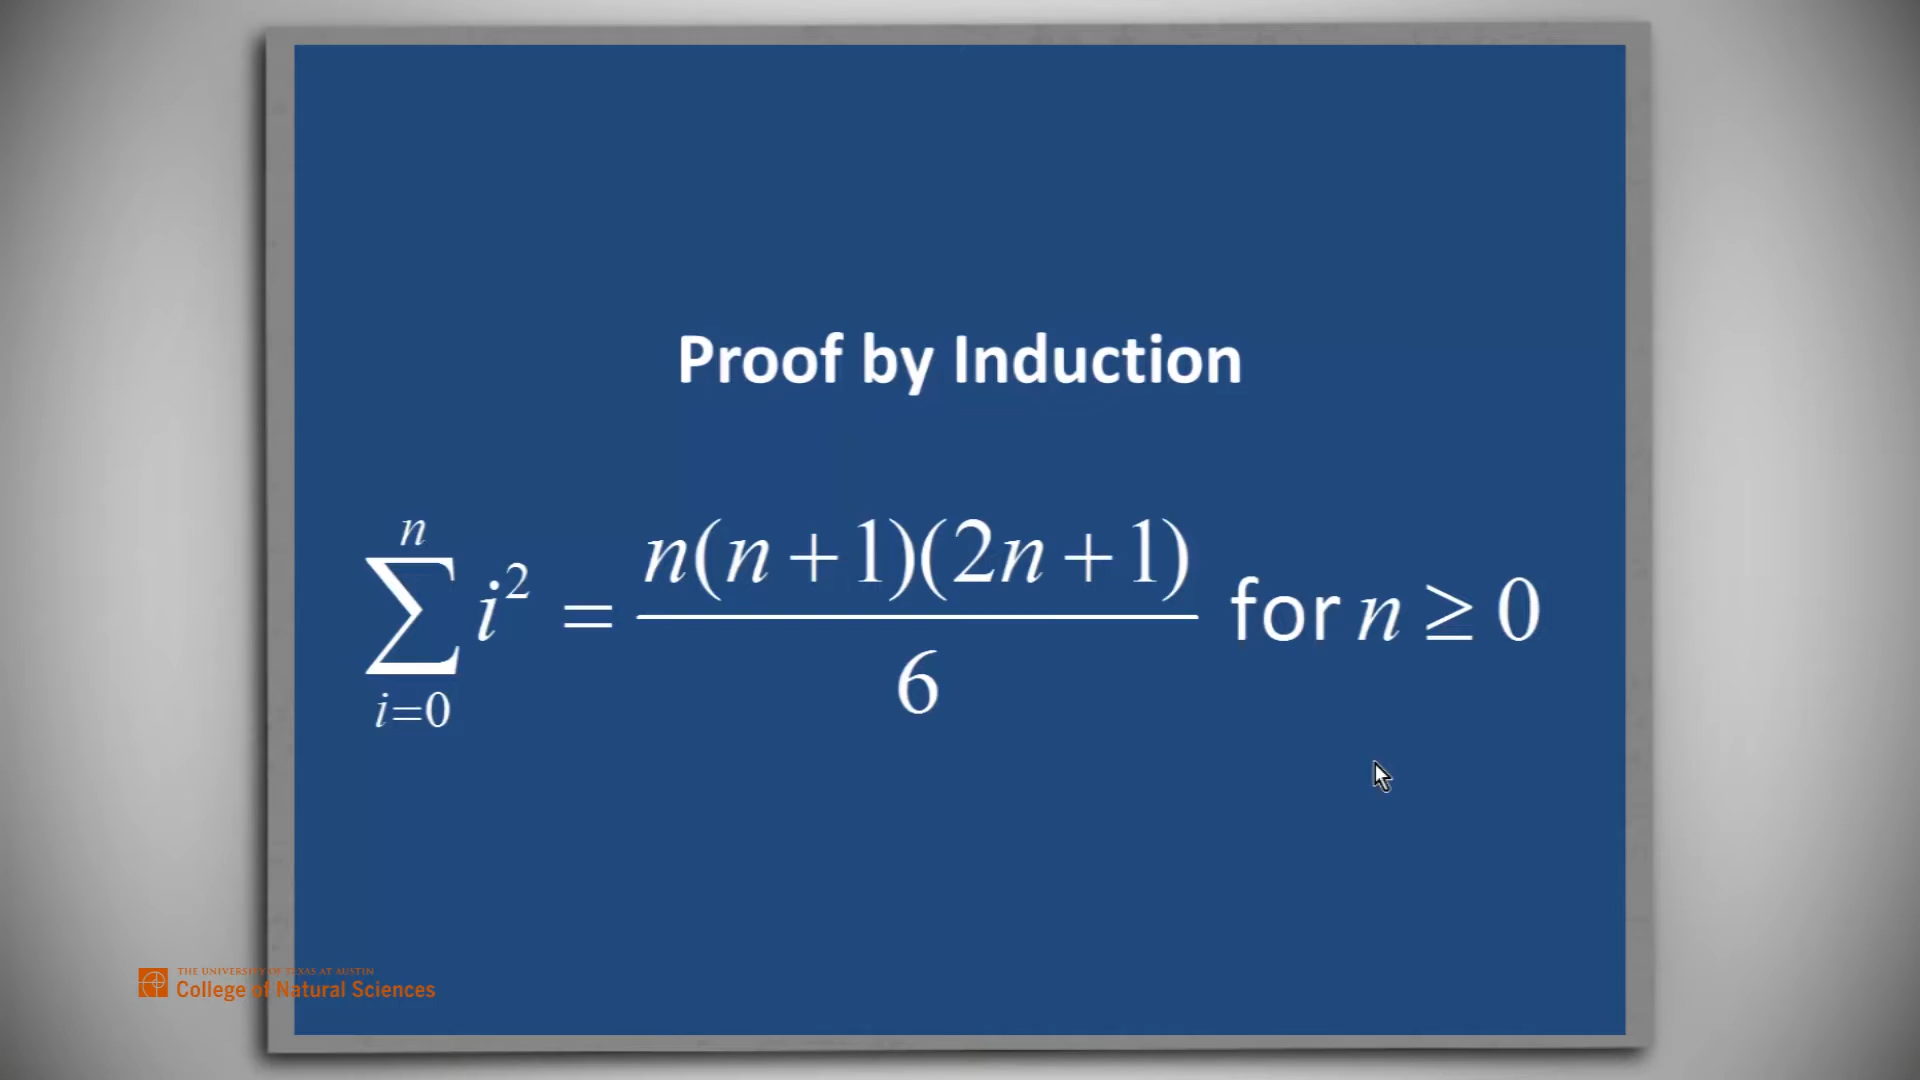 Proof by Induction
n
∑ i² = n(n+1)(2n+1) / 6 for n ≥ 0
i=0
THE UNIVERSITY OF TEXAS AT AUSTIN
College of Natural Sciences